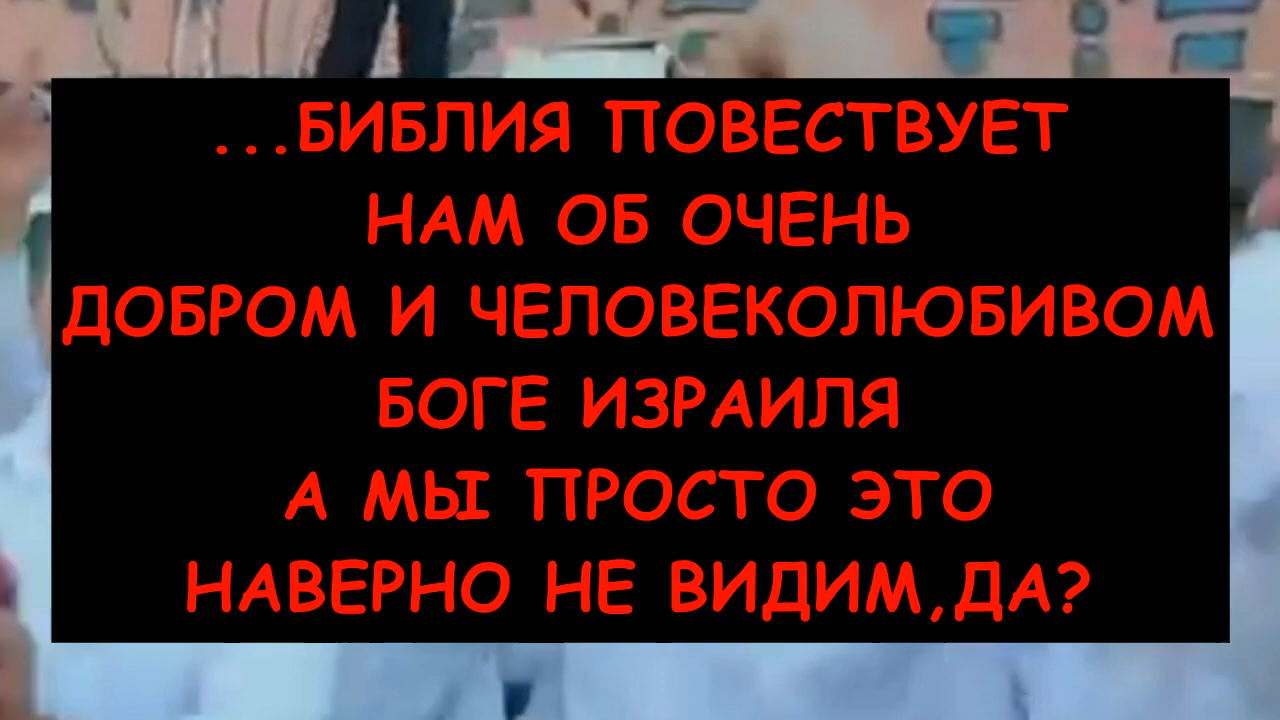 ...БИБЛИЯ ПОВЕСТВУЕТ
НАМ ОБ ОЧЕНЬ
ДОБРОМ И ЧЕЛОВЕКОЛЮБИВОМ
БОГЕ ИЗРАИЛЯ
А МЫ ПРОСТО ЭТО
НАВЕРНО НЕ ВИДИМ,ДА?